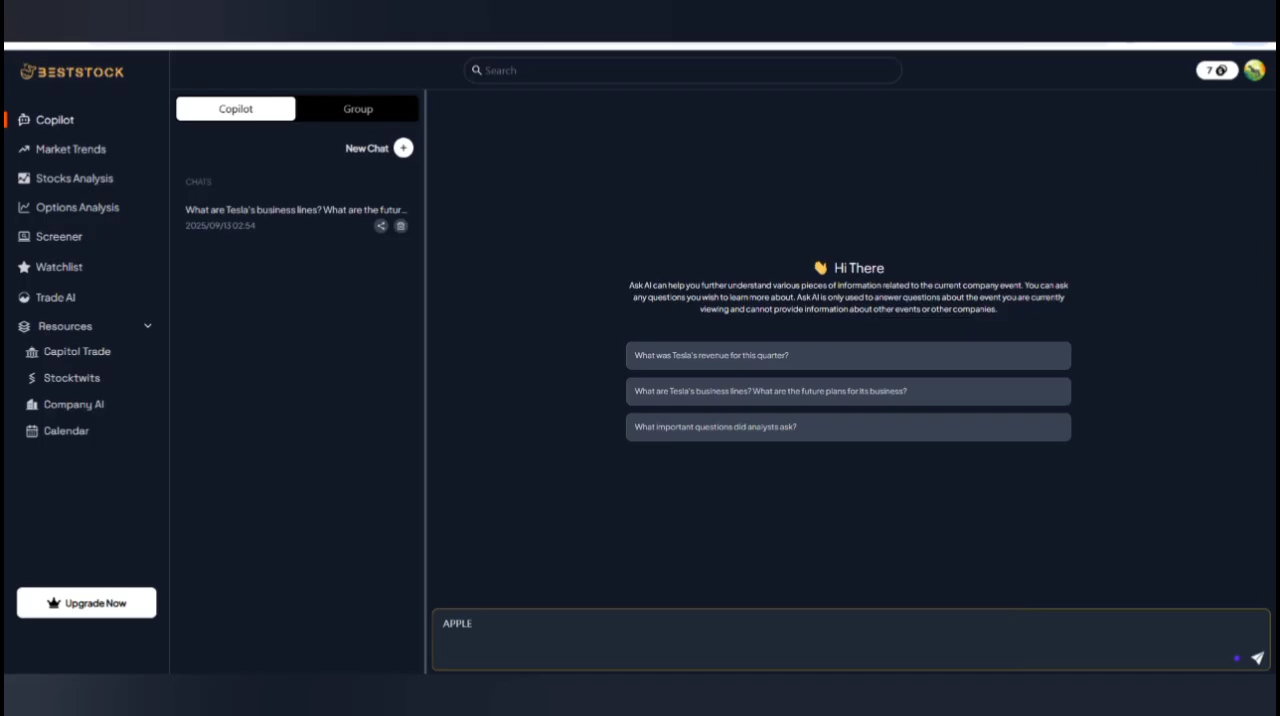 BESTSTOCK
Search
7
Copilot
Market Trends
Stocks Analysis
Options Analysis
Screener
Watchlist
Trade AI
Resources
Capitol Trade
Stocktwits
Company AI
Calendar
Upgrade Now
Copilot
Group
New Chat +
CHATS
What are Tesla's business lines? What are the futur...
2025/09/13 02:54
👋 Hi There
Ask AI can help you further understand various pieces of information related to the current company event. You can ask
any questions you wish to learn more about. Ask AI is only used to answer questions about the event you are currently
viewing and cannot provide information about other events or other companies.
What was Tesla's revenue for this quarter?
What are Tesla's business lines? What are the future plans for its business?
What important questions did analysts ask?
APPLE